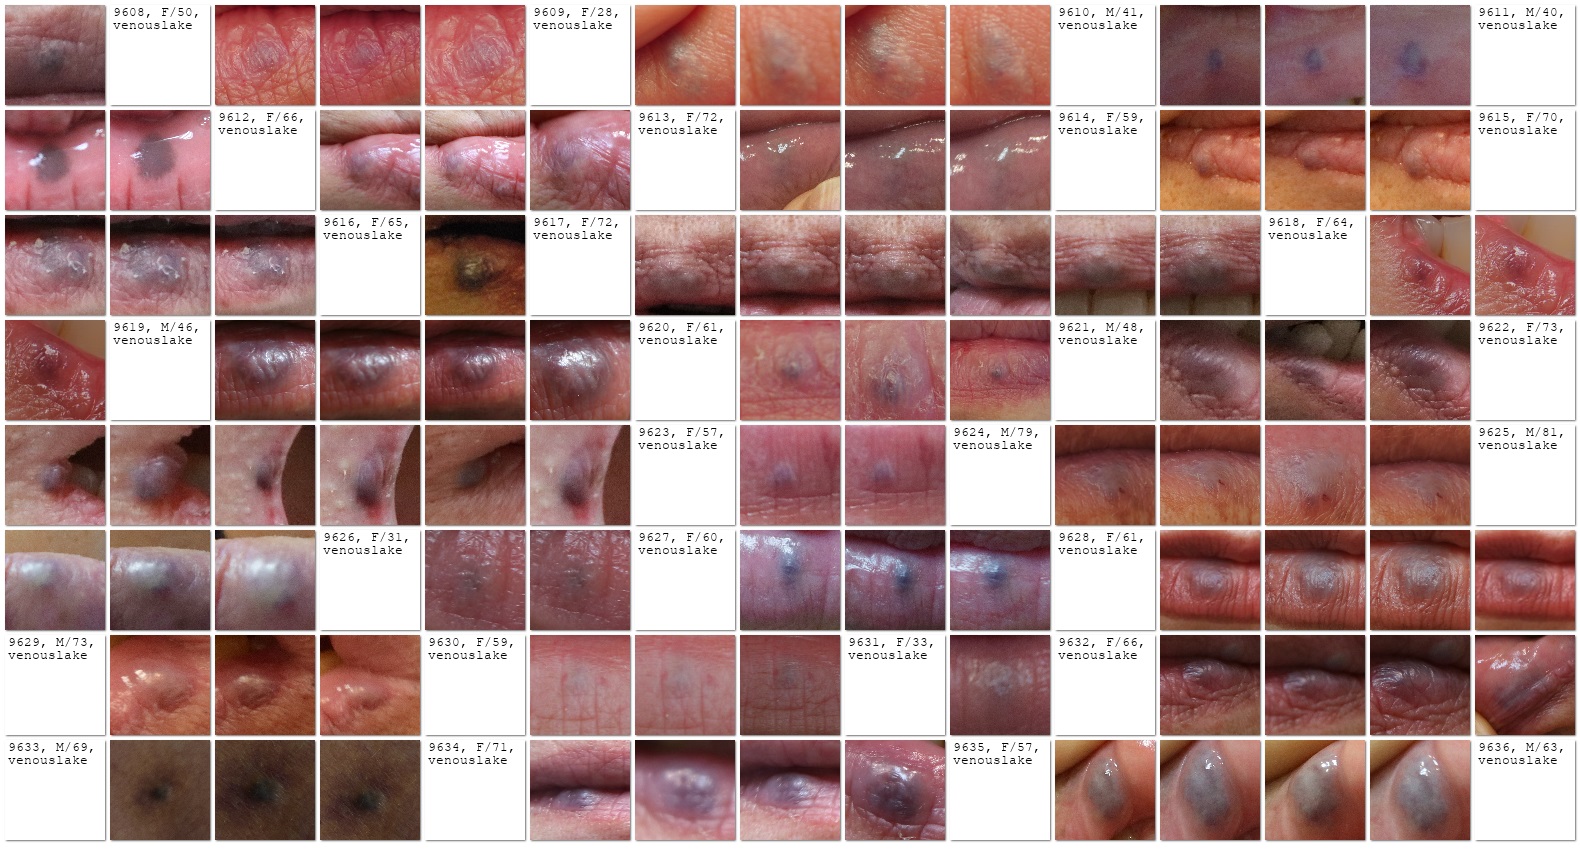 9608, F/50,
venouslake
9609, F/28,
venouslake
9610, M/41,
venouslake
9611, M/40,
venouslake
9612, F/66,
venouslake
9613, F/72,
venouslake
9614, F/59,
venouslake
9615, F/70,
venouslake
9616, F/65,
venouslake
9617, F/72,
venouslake
9618, F/64,
venouslake
9619, M/46,
venouslake
9620, F/61,
venouslake
9621, M/48,
venouslake
9622, F/73,
venouslake
9623, F/57,
venouslake
9624, M/79,
venouslake
9625, M/81,
venouslake
9626, F/31,
venouslake
9627, F/60,
venouslake
9628, F/61,
venouslake
9629, M/73,
venouslake
9630, F/59,
venouslake
9631, F/33,
venouslake
9632, F/66,
venouslake
9633, M/69,
venouslake
9634, F/71,
venouslake
9635, F/57,
venouslake
9636, M/63,
venouslake